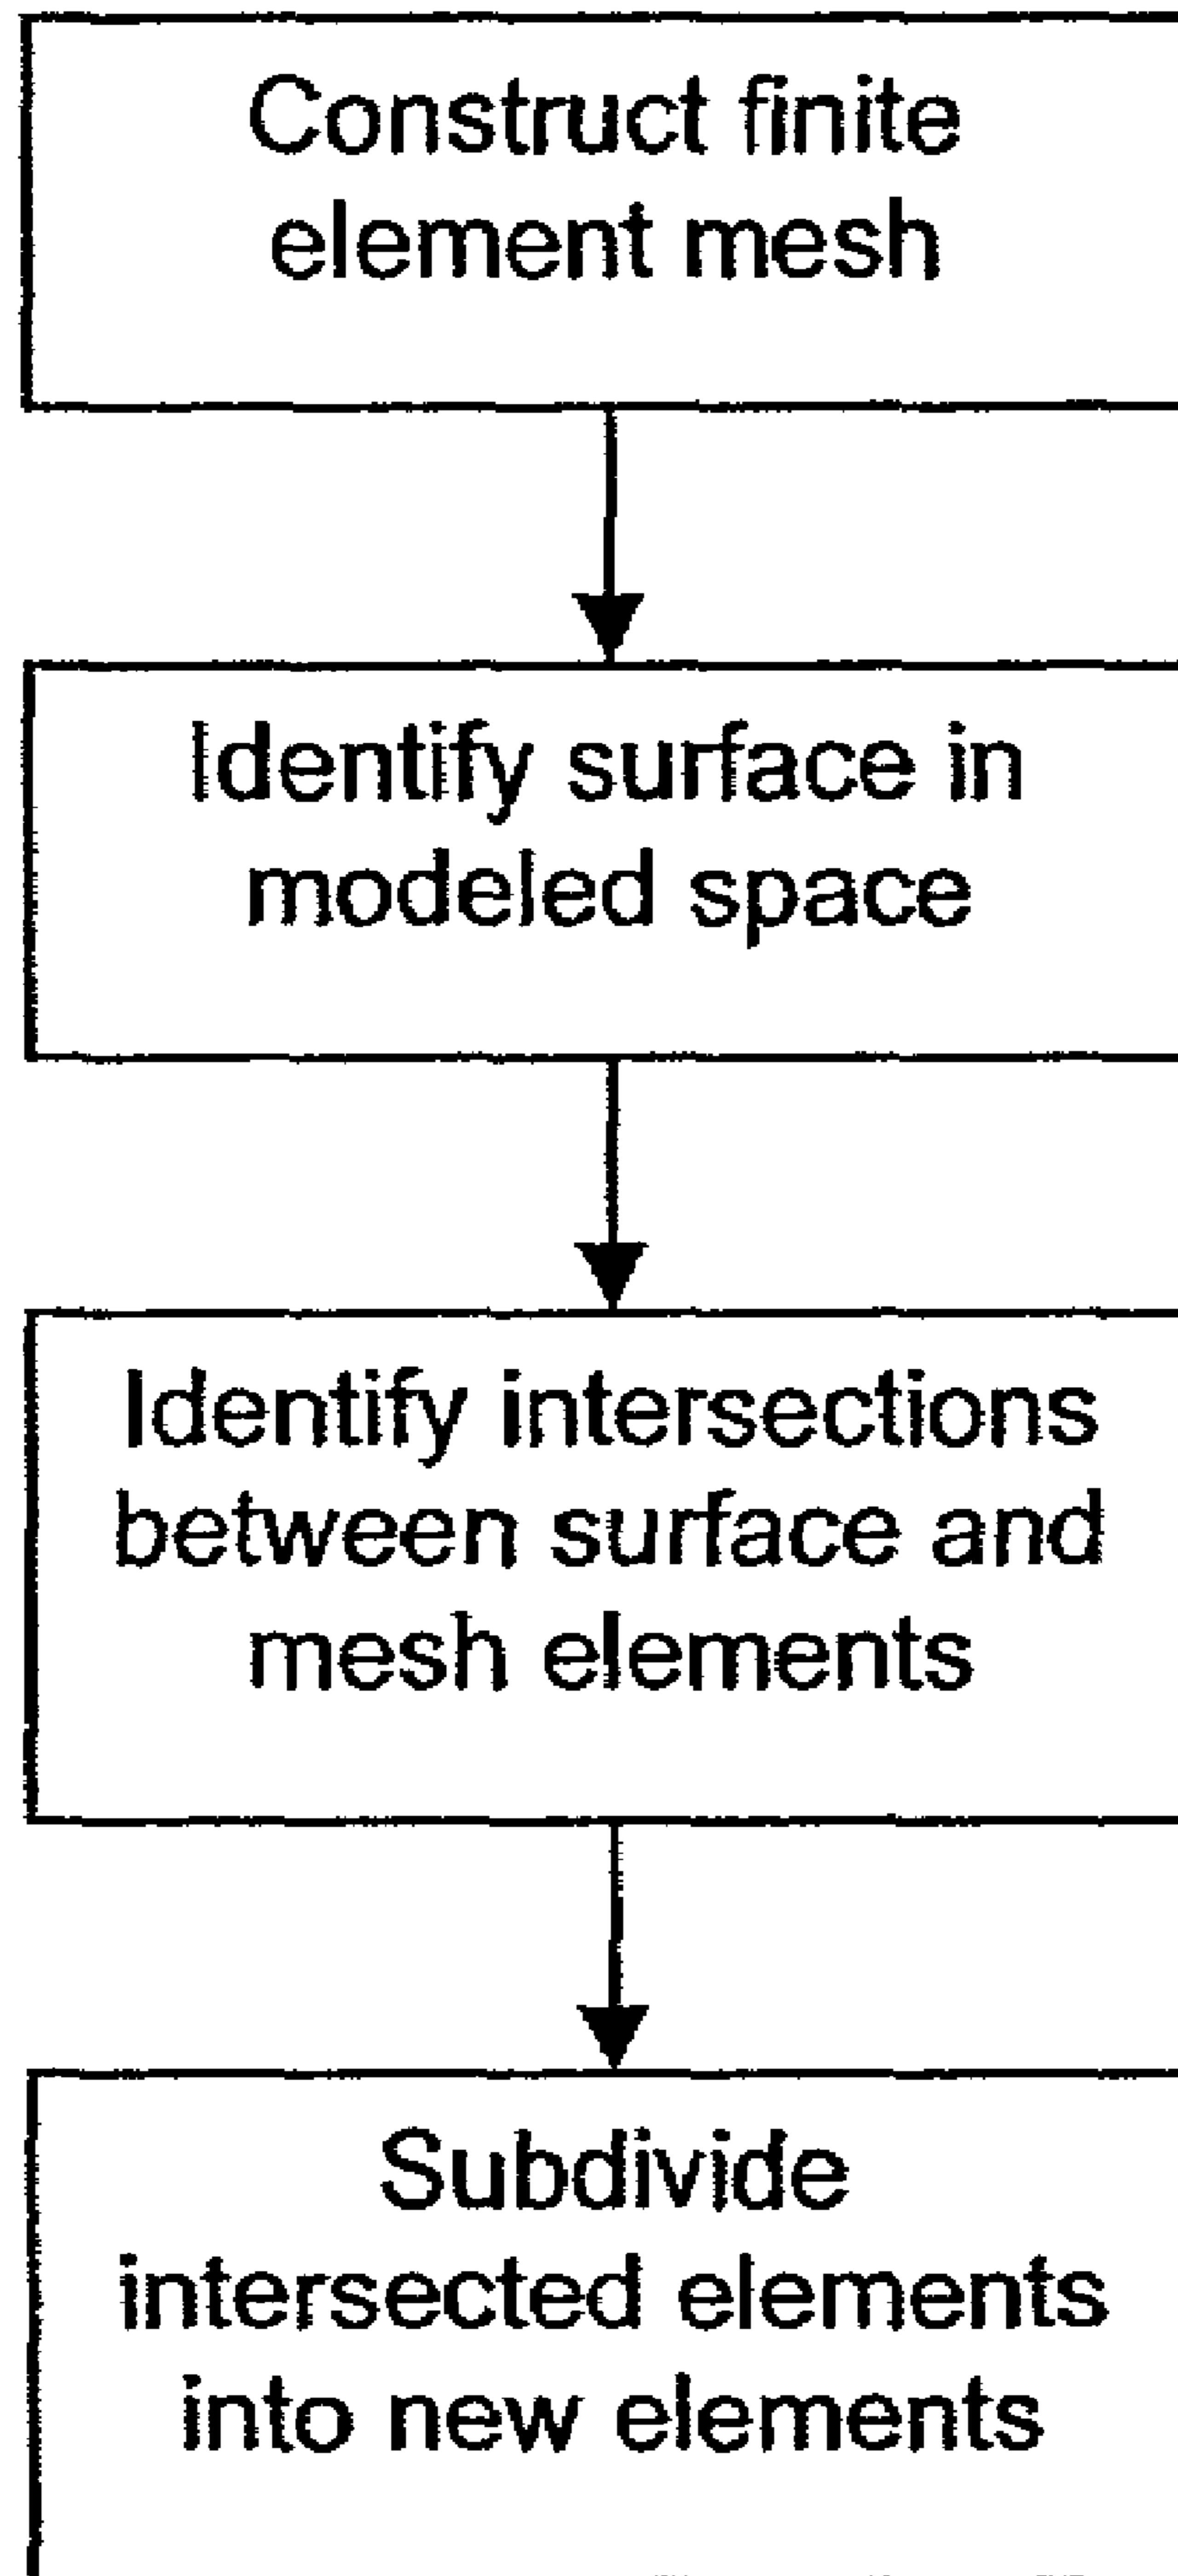 Construct finite
element mesh
Identify surface in
modeled space
Identify intersections
between surface and
mesh elements
Subdivide
intersected elements
into new elements